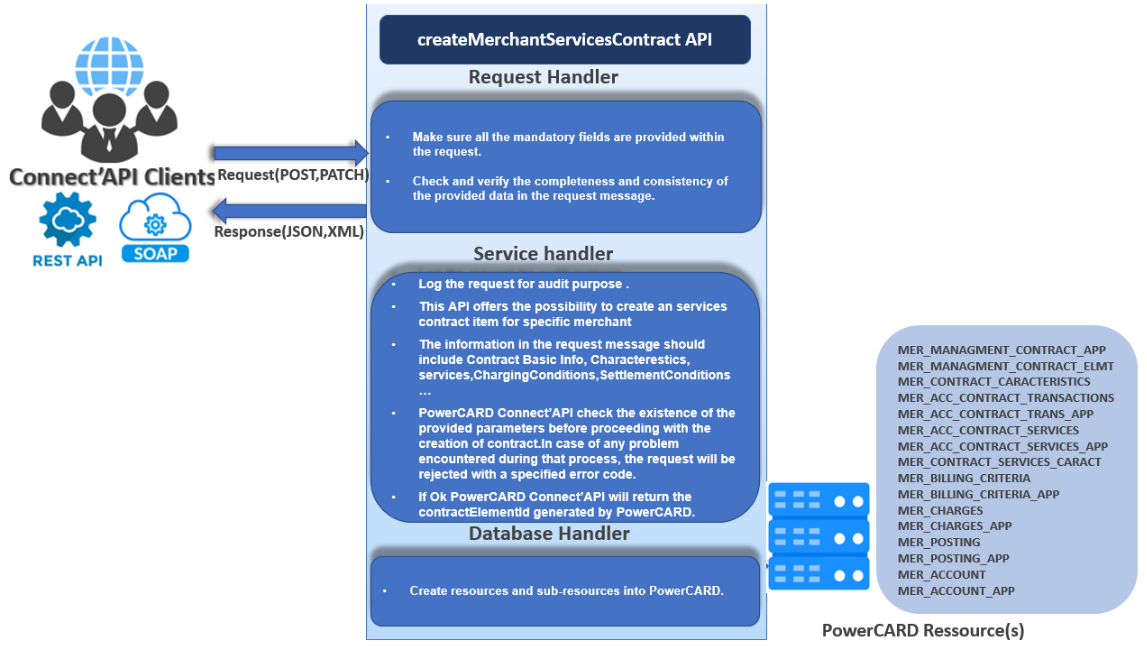 createMerchantServicesContract API
Request Handler
• Make sure all the mandatory fields are provided within
the request.
• Check and verify the completeness and consistency of
the provided data in the request message.
Connect'API Clients
Request(POST,PATCH)
Response(JSON,XML)
REST API
SOAP
Service handler
• Log the request for audit purpose .
• This API offers the possibility to create an services
contract item for specific merchant
• The information in the request message should
include Contract Basic Info, Characterestics,
services,ChargingConditions,SettlementConditions
...
• PowerCARD Connect'API check the existence of the
provided parameters before proceeding with the
creation of contract.In case of any problem
encountered during that process, the request will be
rejected with a specified error code.
• If Ok PowerCARD Connect'API will return the
contractElementId generated by PowerCARD.
Database Handler
• Create resources and sub-resources into PowerCARD.
MER_MANAGMENT_CONTRACT_APP
MER_MANAGMENT_CONTRACT_ELMT
MER_CONTRACT_CARACTERISTICS
MER_ACC_CONTRACT_TRANSACTIONS
MER_ACC_CONTRACT_TRANS_APP
MER_ACC_CONTRACT_SERVICES
MER_ACC_CONTRACT_SERVICES_APP
MER_CONTRACT_SERVICES_CARACT
MER_BILLING_CRITERIA
MER_BILLING_CRITERIA_APP
MER_CHARGES
MER_CHARGES_APP
MER_POSTING
MER_POSTING_APP
MER_ACCOUNT
MER_ACCOUNT_APP
PowerCARD Ressource(s)